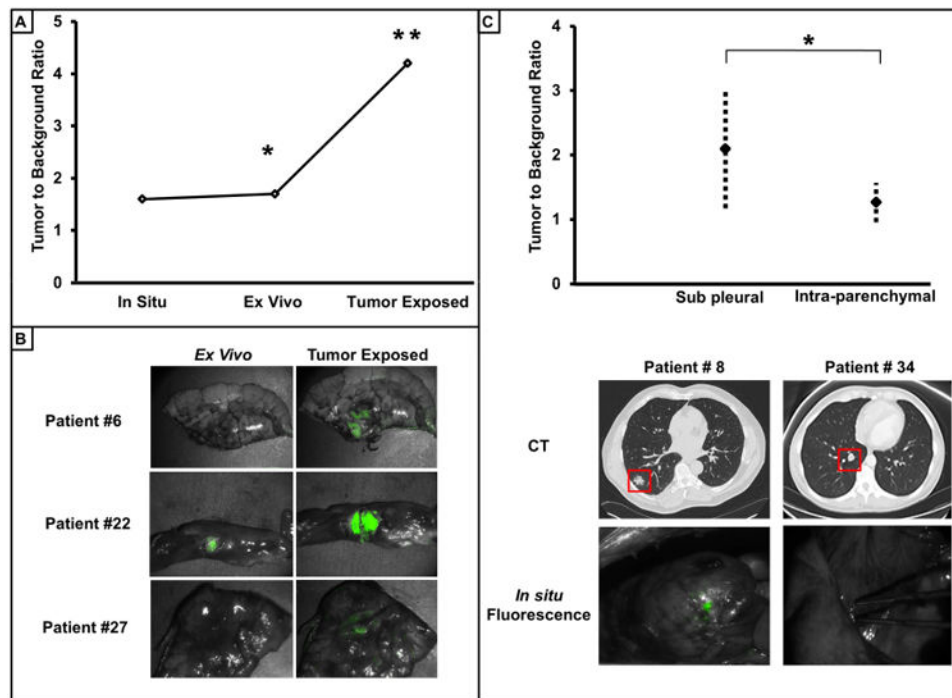 A
Tumor to Background Ratio
5
4
3
2
1
0
*
**
In Situ Ex Vivo Tumor Exposed
B
Ex Vivo Tumor Exposed
Patient #6
Patient #22
Patient #27
C
Tumor to Background Ratio
4
3
2
1
0
*
Sub pleural Intra-parenchymal
Patient # 8 Patient # 34
CT
In situ
Fluorescence